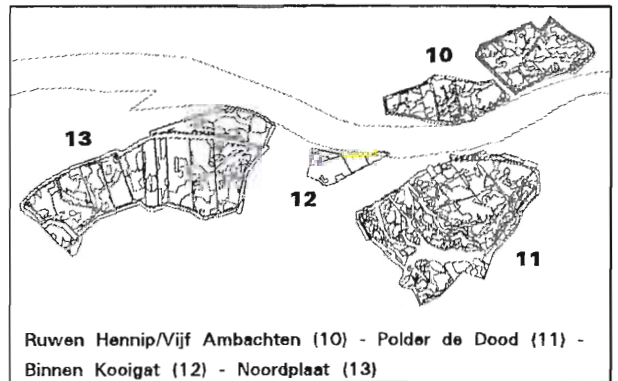 10
13
12
11
Ruwen Hennip/Vijf Ambachten (10) - Polder de Dood (11) -
Binnen Kooigat (12) - Noordplaat (13)